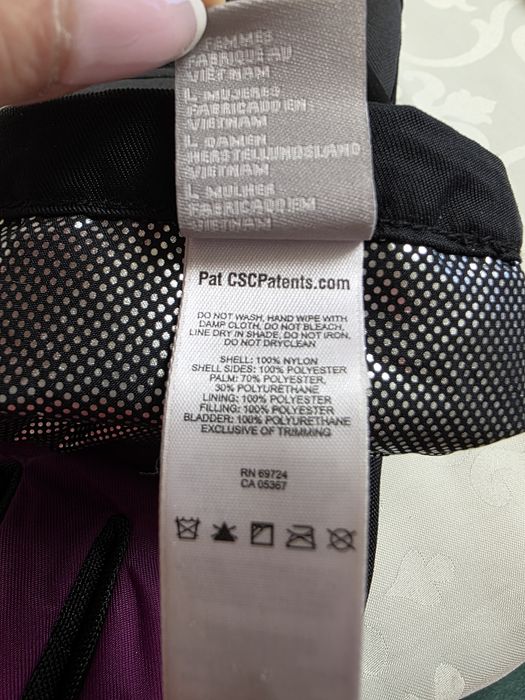 L FEMMES
FABRIQUÉ AU
VIETNAM
L MUJERES
FABRICADO EN:
VIETNAM
L DAMEN
HERSTELLUNGSLAND
VIETNAM
L MULHER
FABRICADO EM
VIETNAM
Pat CSCPatents.com
DO NOT WASH, HAND WIPE WITH
DAMP CLOTH, DO NOT BLEACH,
LINE DRY IN SHADE, DO NOT IRON,
DO NOT DRYCLEAN
SHELL: 100% NYLON
SHELL SIDES: 100% POLYESTER
PALM: 70% POLYESTER,
30% POLYURETHANE
LINING: 100% POLYESTER
FILLING: 100% POLYESTER
BLADDER: 100% POLYURETHANE
EXCLUSIVE OF TRIMMING
RN 69724
CA 05367